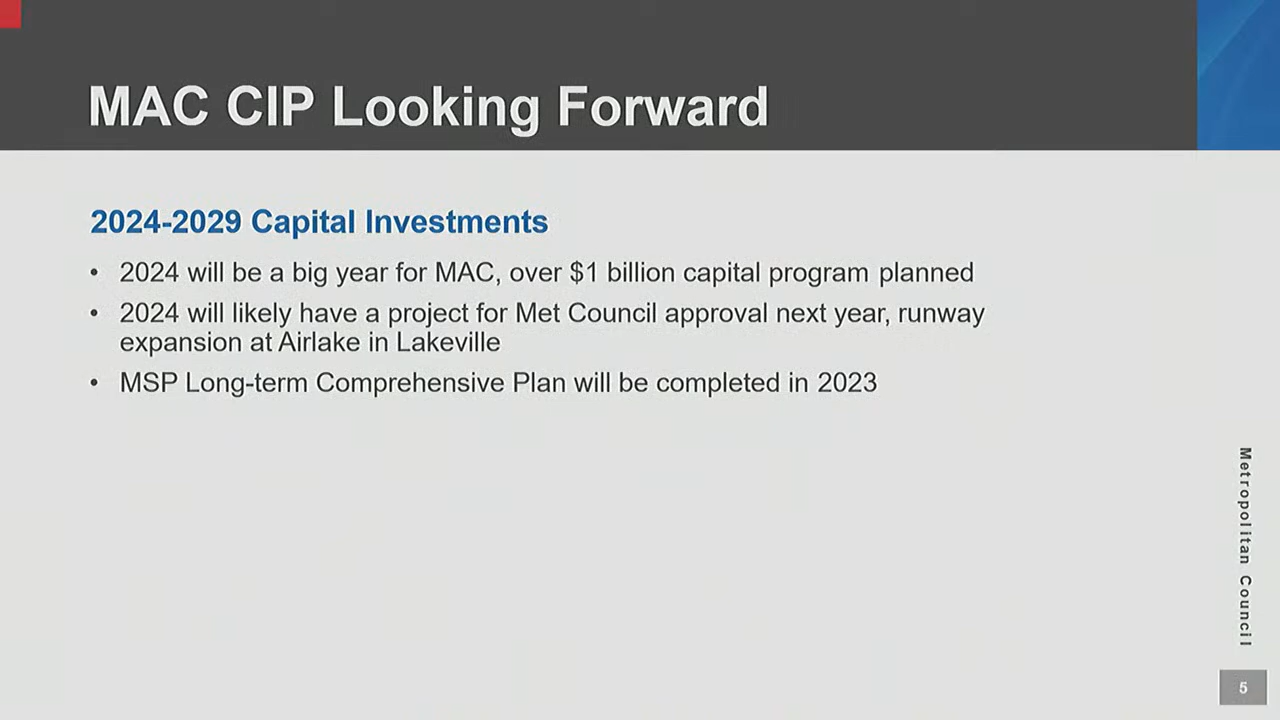 MAC CIP Looking Forward
2024-2029 Capital Investments
• 2024 will be a big year for MAC, over $1 billion capital program planned
• 2024 will likely have a project for Met Council approval next year, runway
expansion at Airlake in Lakeville
• MSP Long-term Comprehensive Plan will be completed in 2023
Metropolitan Council
5